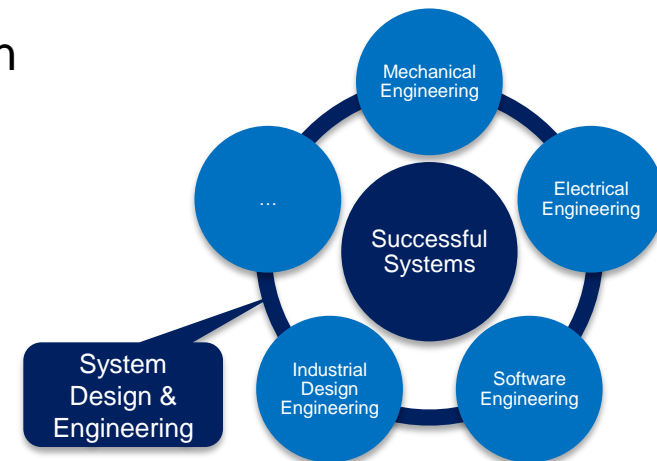 Mechanical
Engineering
…
Electrical
Engineering
Successful
Systems
System
Design &
Engineering
Industrial
Design
Engineering
Software
Engineering